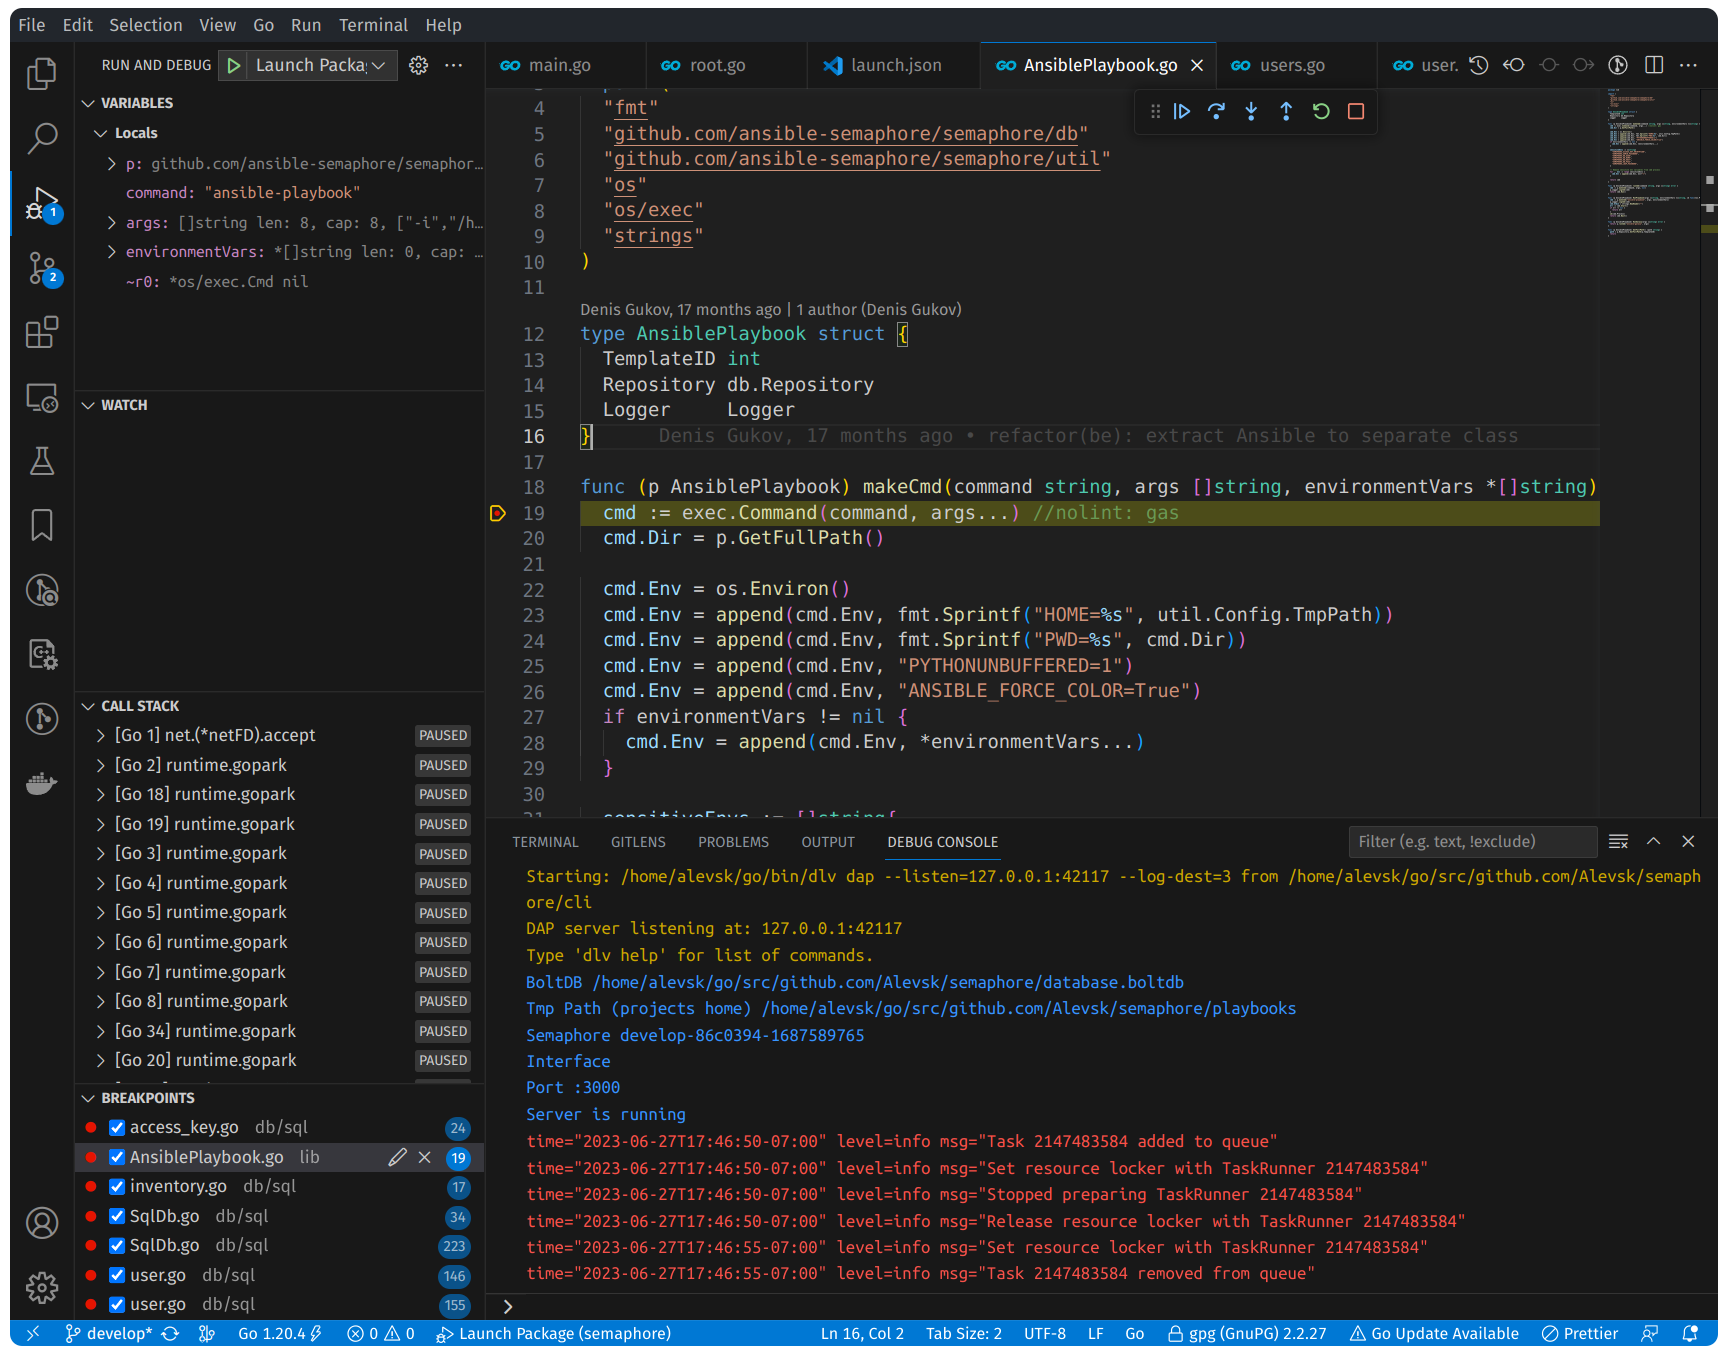 File Edit Selection View Go Run Terminal Help
RUN AND DEBUG Launch Packa
VARIABLES
Locals
p: github.com/ansible-semaphore/semaphor...
command: "ansible-playbook"
args: []string len: 8, cap: 8, ["-i","/h...
environmentVars: *[]string len: 0, cap: ...
~r0: *os/exec.Cmd nil
WATCH
CALL STACK
[Go 1] net.(*netFD).accept PAUSED
[Go 2] runtime.gopark PAUSED
[Go 18] runtime.gopark PAUSED
[Go 19] runtime.gopark PAUSED
[Go 3] runtime.gopark PAUSED
[Go 4] runtime.gopark PAUSED
[Go 5] runtime.gopark PAUSED
[Go 6] runtime.gopark PAUSED
[Go 7] runtime.gopark PAUSED
[Go 8] runtime.gopark PAUSED
[Go 34] runtime.gopark PAUSED
[Go 20] runtime.gopark PAUSED
BREAKPOINTS
access_key.go db/sql 24
AnsiblePlaybook.go lib 19
inventory.go db/sql 17
SqlDb.go db/sql 34
SqlDb.go db/sql 223
user.go db/sql 146
user.go db/sql 155
1
2
GO main.go GO root.go launch.json GO AnsiblePlaybook.go GO users.go GO user.
4 "fmt"
5 "github.com/ansible-semaphore/semaphore/db"
6 "github.com/ansible-semaphore/semaphore/util"
7 "os"
8 "os/exec"
9 "strings"
10 )
11
Denis Gukov, 17 months ago | 1 author (Denis Gukov)
12 type AnsiblePlaybook struct {
13 TemplateID int
14 Repository db.Repository
15 Logger Logger
16 } Denis Gukov, 17 months ago • refactor(be): extract Ansible to separate class
17
18 func (p AnsiblePlaybook) makeCmd(command string, args []string, environmentVars *[]string)
19 cmd := exec.Command(command, args...) //nolint: gas
20 cmd.Dir = p.GetFullPath()
21
22 cmd.Env = os.Environ()
23 cmd.Env = append(cmd.Env, fmt.Sprintf("HOME=%s", util.Config.TmpPath))
24 cmd.Env = append(cmd.Env, fmt.Sprintf("PWD=%s", cmd.Dir))
25 cmd.Env = append(cmd.Env, "PYTHONUNBUFFERED=1")
26 cmd.Env = append(cmd.Env, "ANSIBLE_FORCE_COLOR=True")
27 if environmentVars != nil {
28 cmd.Env = append(cmd.Env, *environmentVars...)
29 }
30
31 sensitiveEnvs := []string{
TERMINAL GITLENS PROBLEMS OUTPUT DEBUG CONSOLE Filter (e.g. text, !exclude)
Starting: /home/alevsk/go/bin/dlv dap --listen=127.0.0.1:42117 --log-dest=3 from /home/alevsk/go/src/github.com/Alevsk/semaph
ore/cli
DAP server listening at: 127.0.0.1:42117
Type 'dlv help' for list of commands.
BoltDB /home/alevsk/go/src/github.com/Alevsk/semaphore/database.boltdb
Tmp Path (projects home) /home/alevsk/go/src/github.com/Alevsk/semaphore/playbooks
Semaphore develop-86c0394-1687589765
Interface
Port :3000
Server is running
time="2023-06-27T17:46:50-07:00" level=info msg="Task 2147483584 added to queue"
time="2023-06-27T17:46:50-07:00" level=info msg="Set resource locker with TaskRunner 2147483584"
time="2023-06-27T17:46:50-07:00" level=info msg="Stopped preparing TaskRunner 2147483584"
time="2023-06-27T17:46:50-07:00" level=info msg="Release resource locker with TaskRunner 2147483584"
time="2023-06-27T17:46:55-07:00" level=info msg="Set resource locker with TaskRunner 2147483584"
time="2023-06-27T17:46:55-07:00" level=info msg="Task 2147483584 removed from queue"
develop* Go 1.20.4 0 0 Launch Package (semaphore) Ln 16, Col 2 Tab Size: 2 UTF-8 LF Go gpg (GnuPG) 2.2.27 Go Update Available Prettier